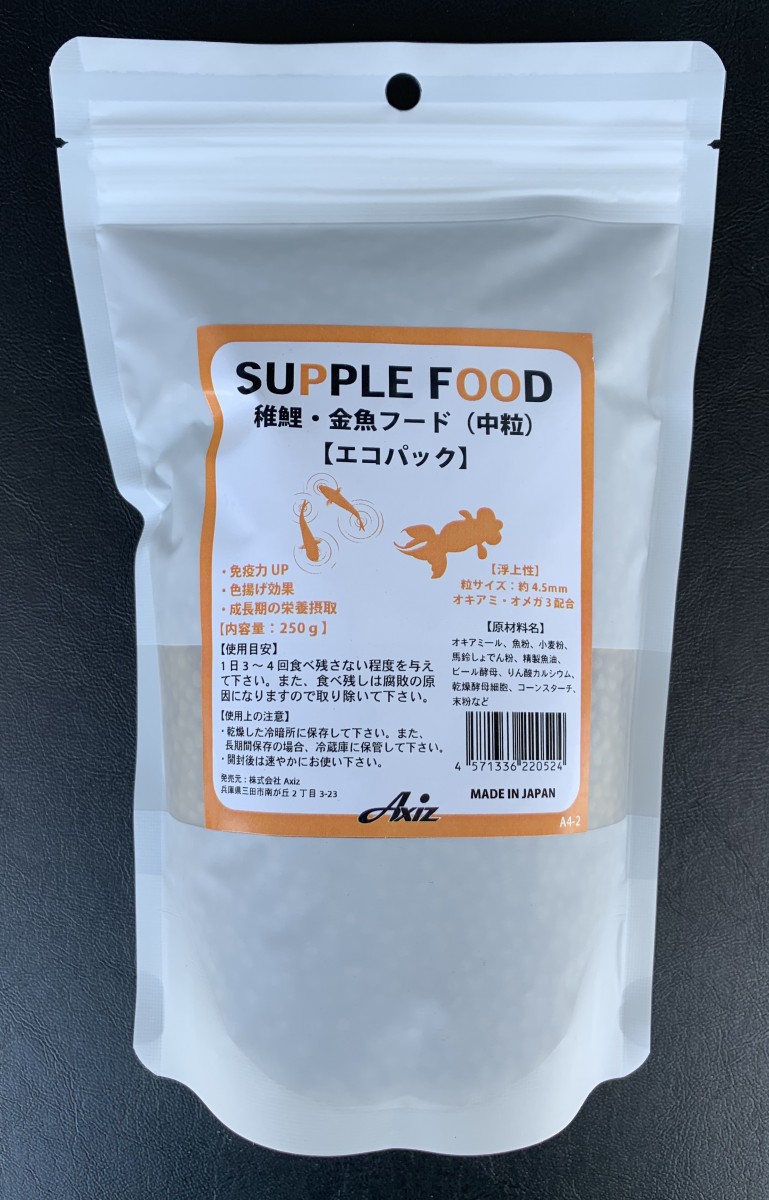 SUPPLE FOOD
稚鯉・金魚フード（中粒）
【エコパック】
・免疫力 UP
・色揚げ効果
・成長期の栄養摂取
【内容量：250ｇ】
【浮上性】
粒サイズ：約 4.5mm
オキアミ・オメガ 3 配合
【使用目安】
1日3～4回食べ残さない程度を与え
て下さい。また、食べ残しは腐敗の原
因になりますので取り除いて下さい。
【使用上の注意】
・乾燥した冷暗所に保存して下さい。また、
長期間保存の場合、冷蔵庫に保管して下さい。
・開封後は速やかにお使い下さい。
発売元：株式会社 Axiz
兵庫県三田市南が丘 2 丁目 3-23
【原材料名】
オキアミール、魚粉、小麦粉、
馬鈴しょでん粉、精製魚油、
ビール酵母、りん酸カルシウム、
乾燥酵母細胞、コーンスターチ、
末粉など
4 571336 220524
MADE IN JAPAN
Axiz
A4-2